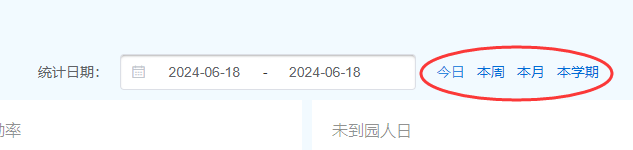 统计日期： 2024-06-18 - 2024-06-18 今日 本周 本月 本学期
率 未到园人日